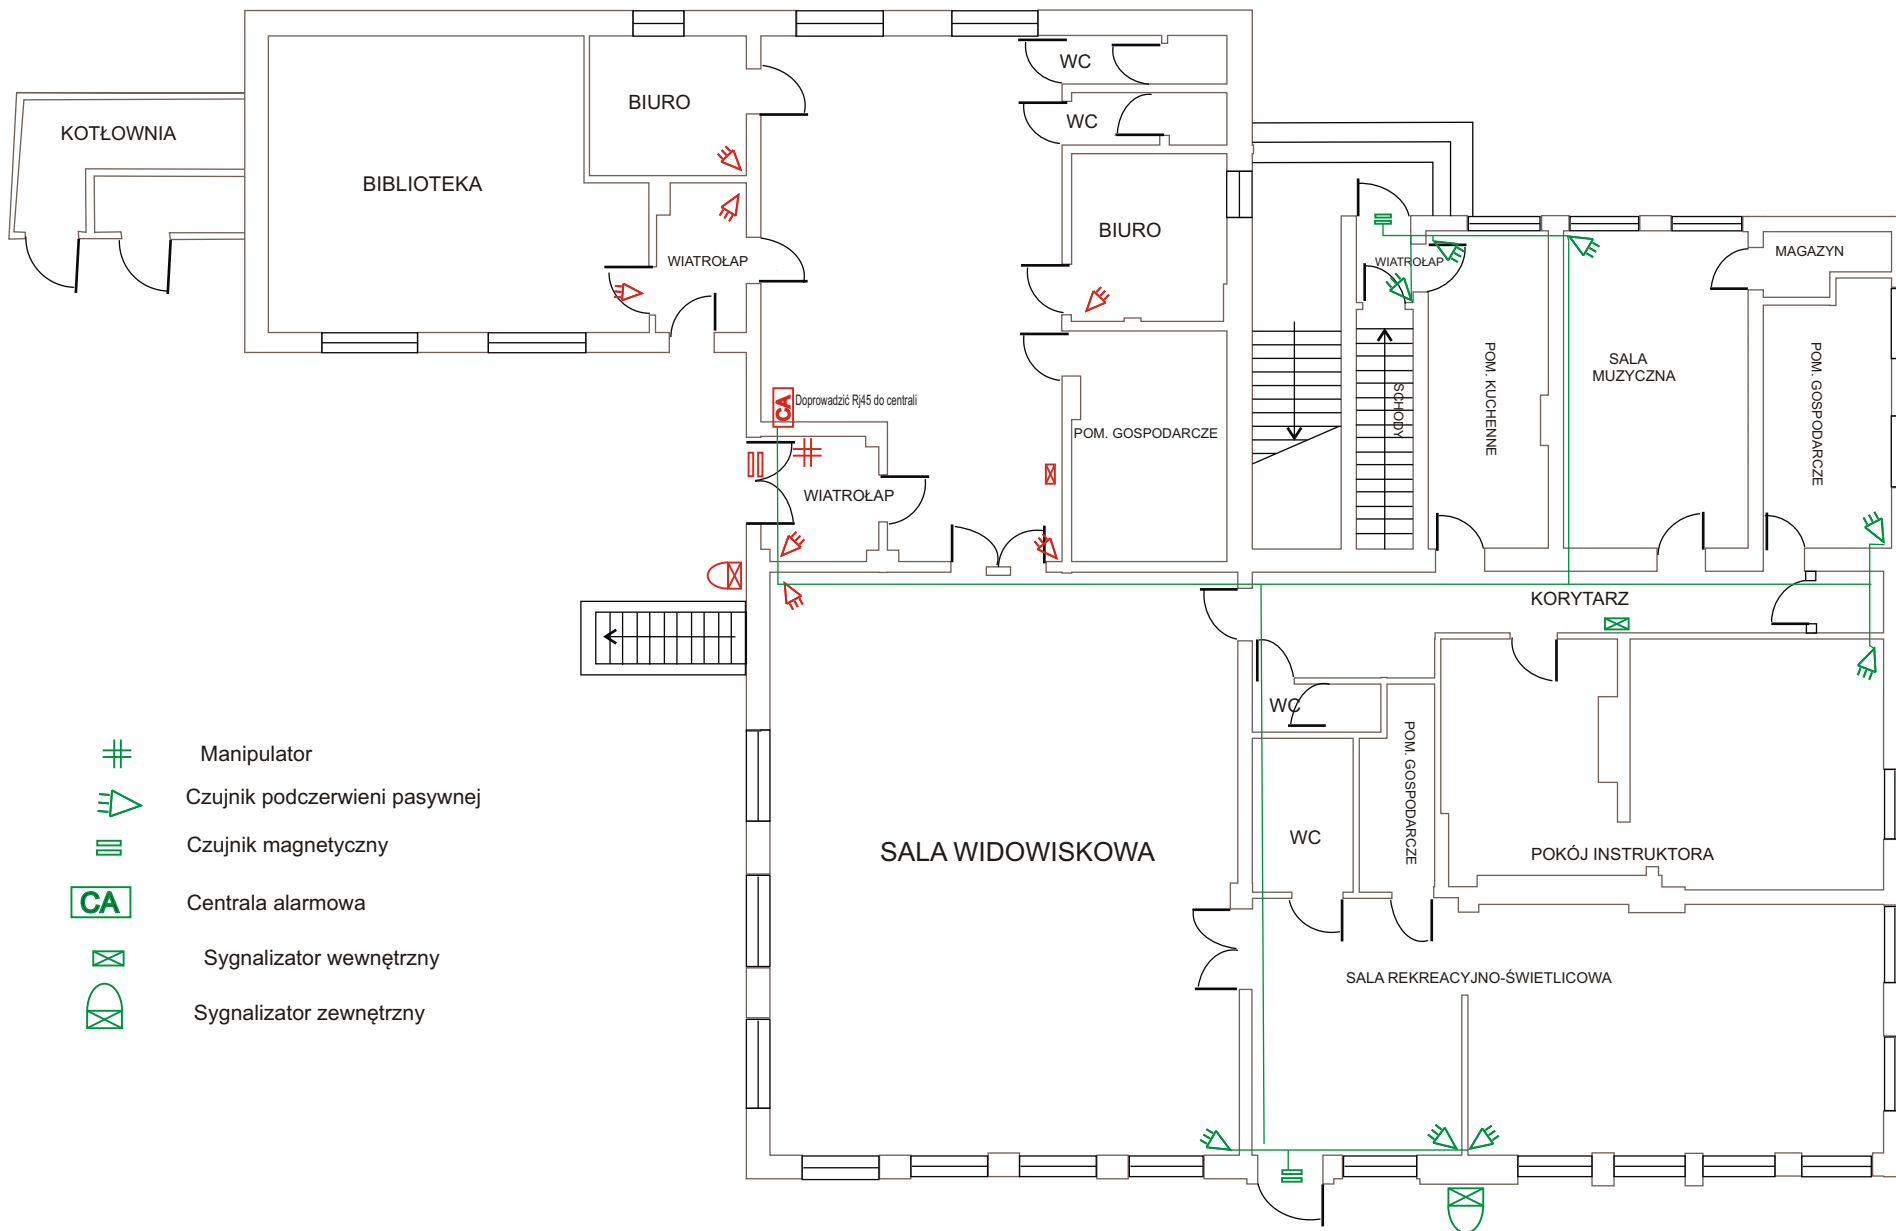 WC
BIURO
WC
KOTŁOWNIA
BIBLIOTEKA
BIURO
WIATROŁAP
WIATROŁAP
MAGAZYN
POM. KUCHENNE
SALA
MUZYCZNA
POM. GOSPODARCZE
SCHODY
CA
Doprowadzić Rj45 do centrali
POM. GOSPODARCZE
WIATROŁAP
KORYTARZ
WC
POM. GOSPODARCZE
Manipulator
Czujnik podczerwieni pasywnej
Czujnik magnetyczny
CA
Centrala alarmowa
Sygnalizator wewnętrzny
Sygnalizator zewnętrzny
SALA WIDOWISKOWA
WC
POKÓJ INSTRUKTORA
SALA REKREACYJNO-ŚWIETLICOWA